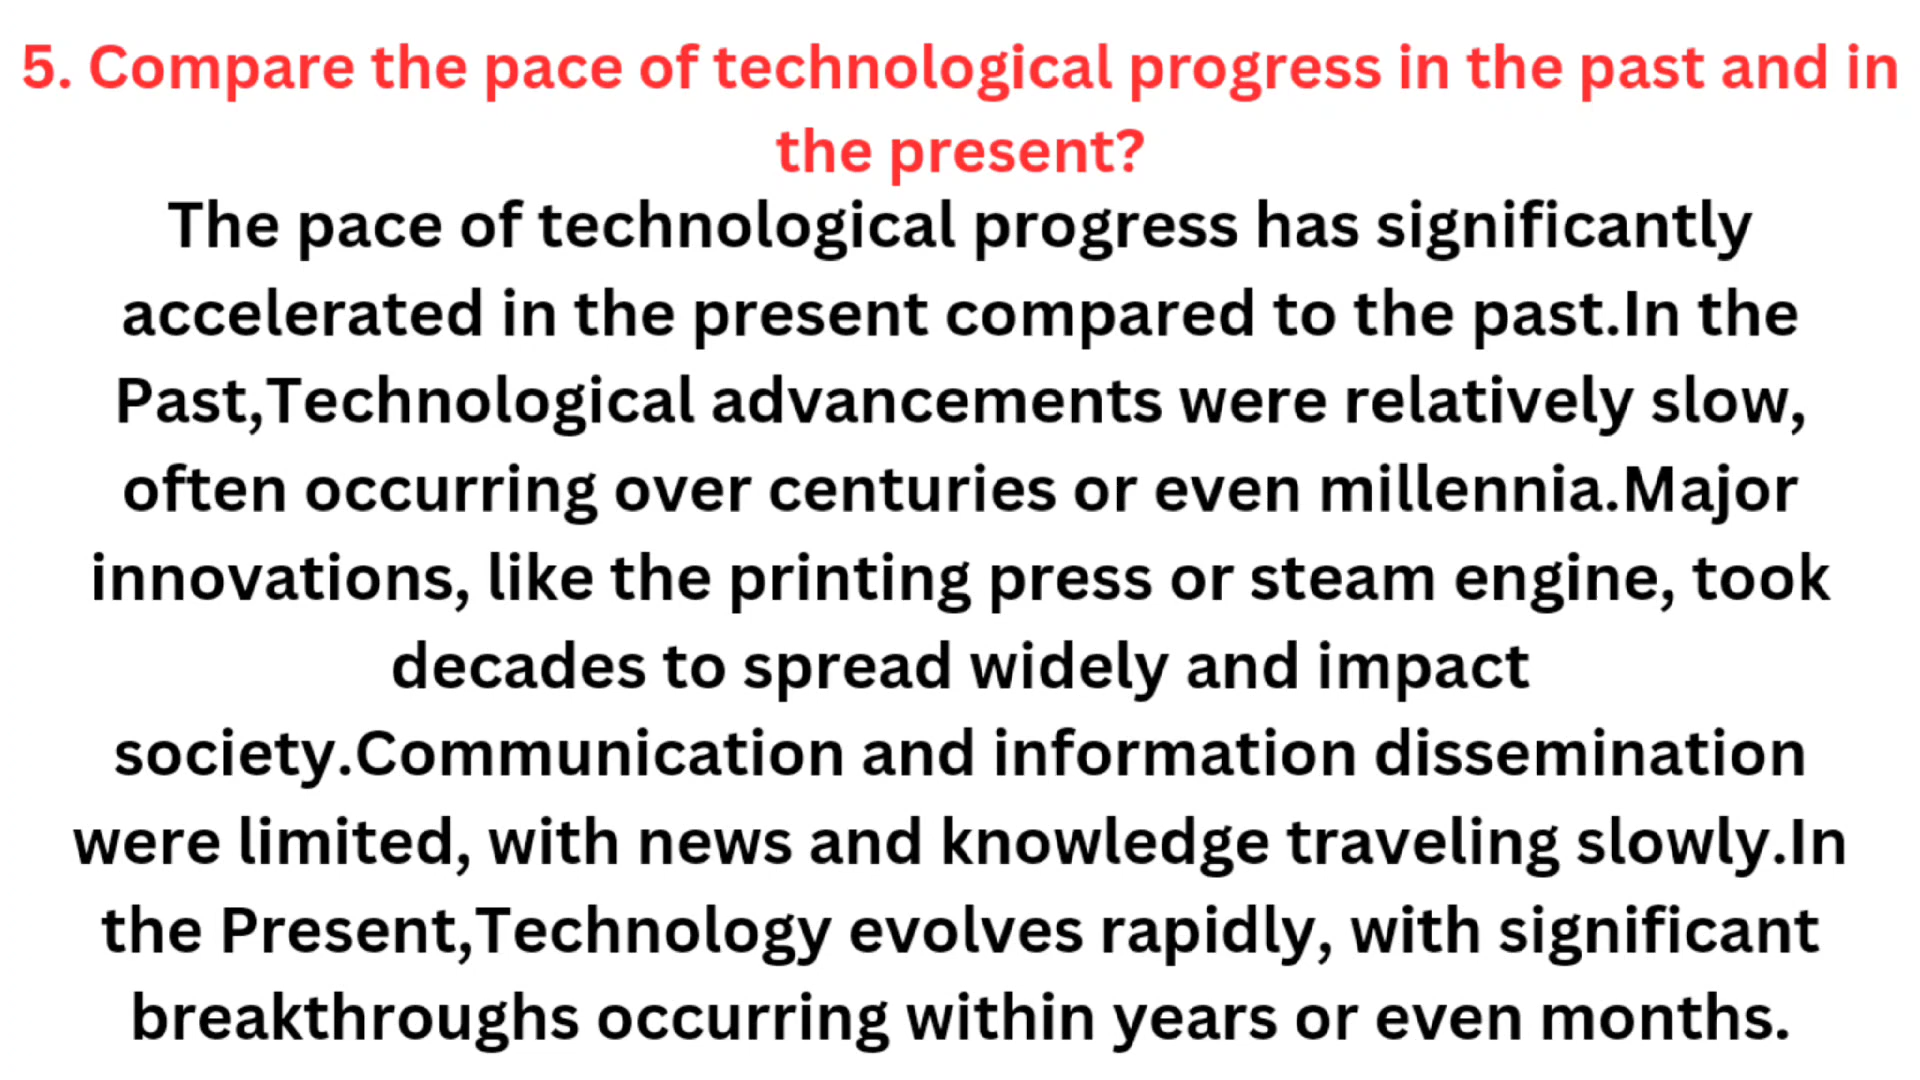 5. Compare the pace of technological progress in the past and in
the present?
The pace of technological progress has significantly
accelerated in the present compared to the past.In the
Past,Technological advancements were relatively slow,
often occurring over centuries or even millennia.Major
innovations, like the printing press or steam engine, took
decades to spread widely and impact
society.Communication and information dissemination
were limited, with news and knowledge traveling slowly.In
the Present,Technology evolves rapidly, with significant
breakthroughs occurring within years or even months.